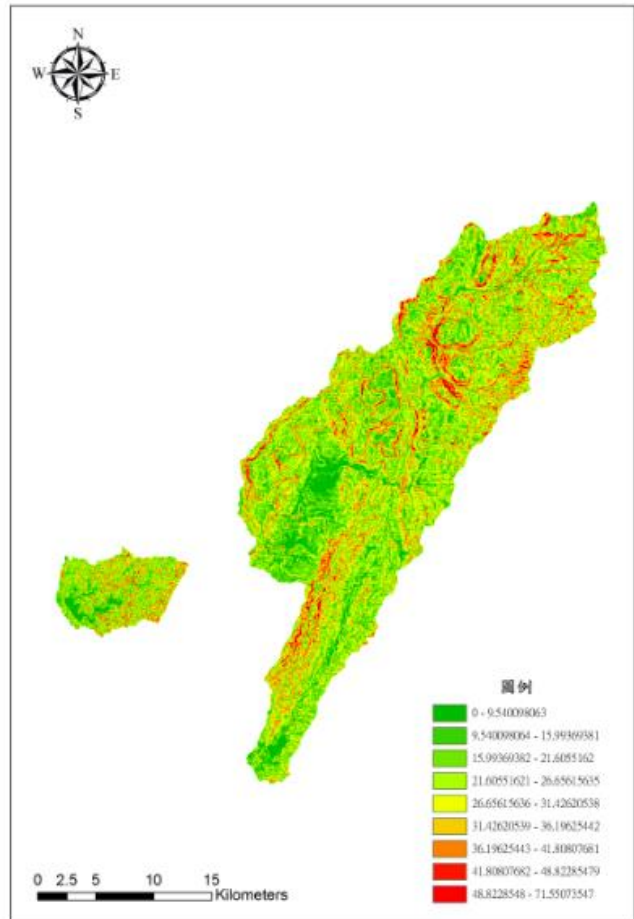 N
W E
S
圖例
0 - 9.540098063
9.540098064 - 15.99369381
15.99369382 - 21.6055162
21.60551621 - 26.65615635
26.65615636 - 31.42620538
31.42620539 - 36.19625442
36.19625443 - 41.80807681
41.80807682 - 48.82285479
48.8228548 - 71.55073547
0 2.5 5 10 15
Kilometers